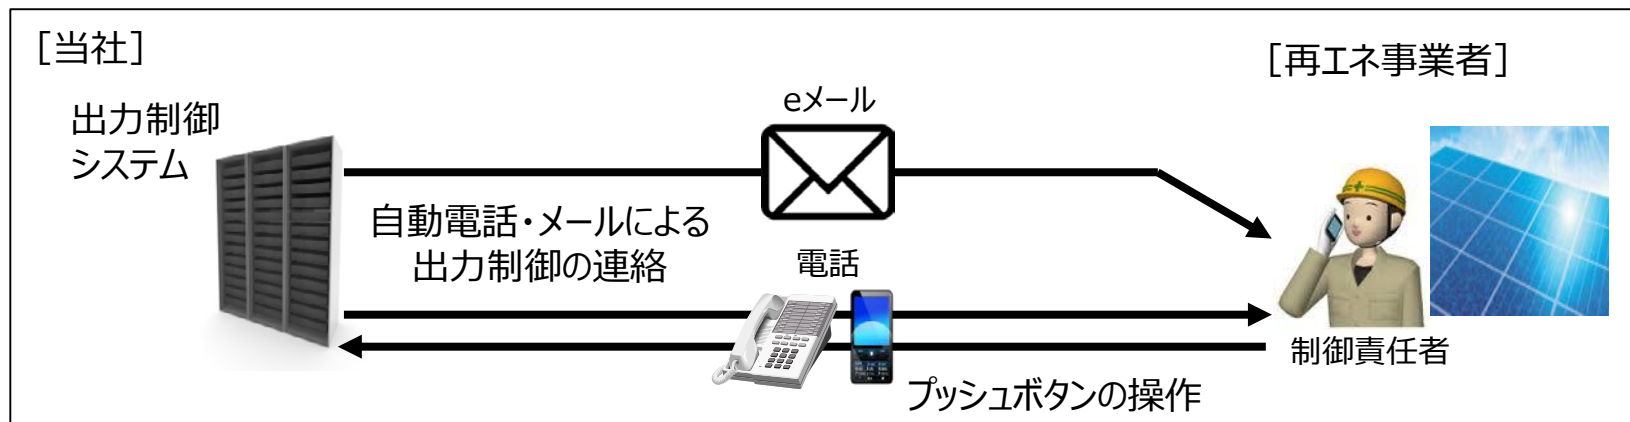 ［当社］
［再エネ事業者］
出力制御
システム
eメール
自動電話・メールによる
出力制御の連絡
電話
制御責任者
プッシュボタンの操作